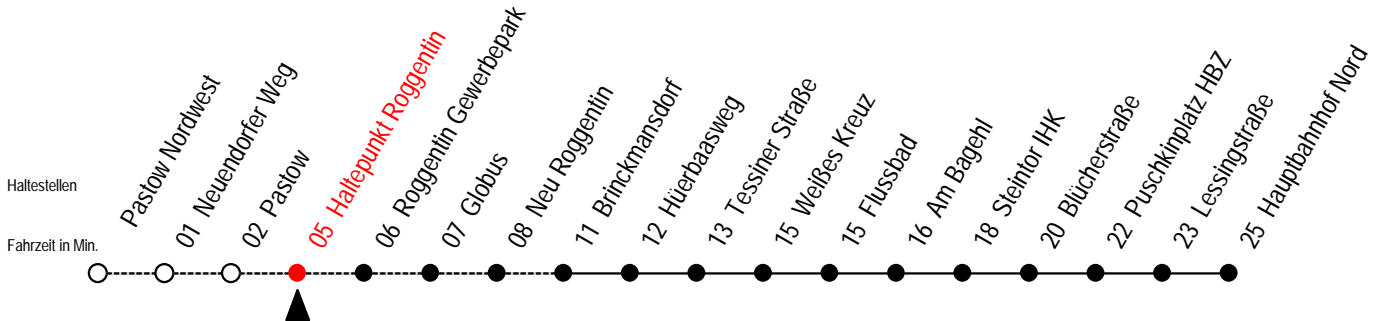 Haltestellen
Fahrzeit in Min.
Pastow Nordwest
01 Neuendorfer Weg
02 Pastow
05 Haltepunkt Roggentin
06 Roggentin Gewerbepark
07 Globus
08 Neu Roggentin
11 Brinckmansdorf
12 Hüerbaasweg
13 Tessiner Straße
15 Weißes Kreuz
15 Flussbad
16 Am Bagehl
18 Steintor IHK
20 Blücherstraße
22 Puschkinplatz HBZ
23 Lessingstraße
25 Hauptbahnhof Nord